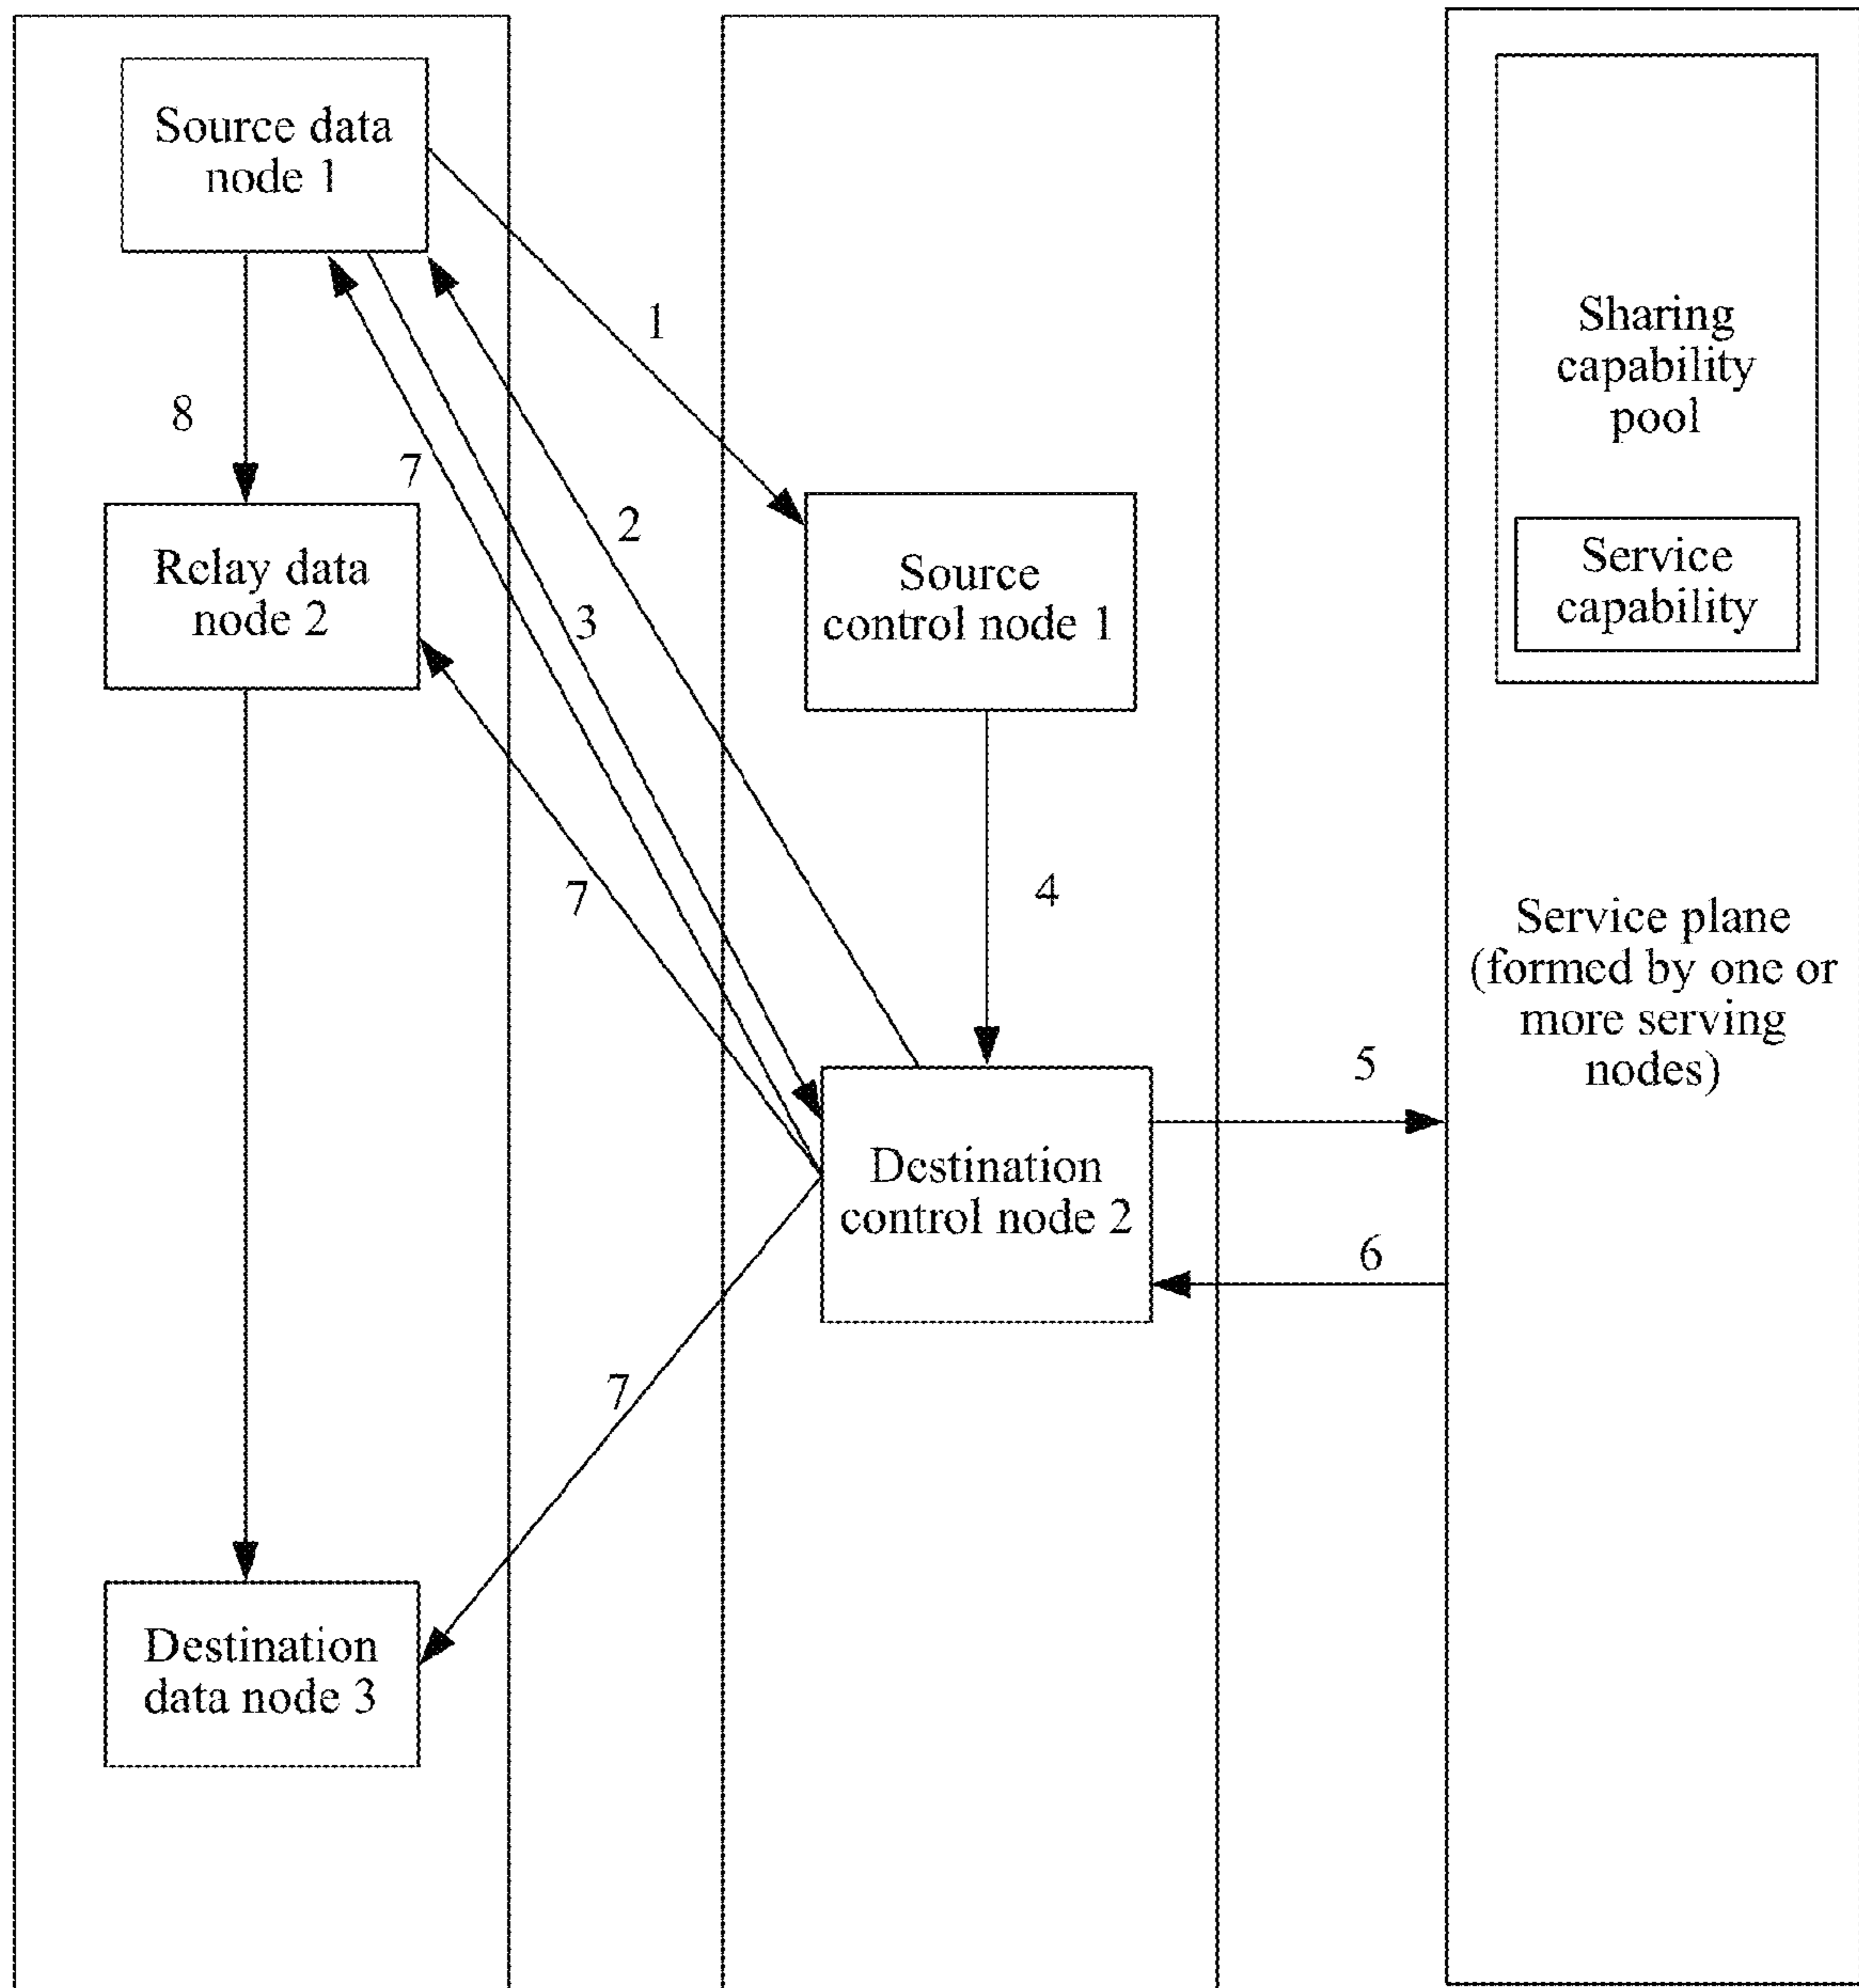 Source data
node 1
1
8
7
2
3
Relay data
node 2
Source
control node 1
Sharing
capability
pool
Service
capability
7
4
Service plane
(formed by one or
more serving
nodes)
5
Destination
control node 2
6
7
Destination
data node 3